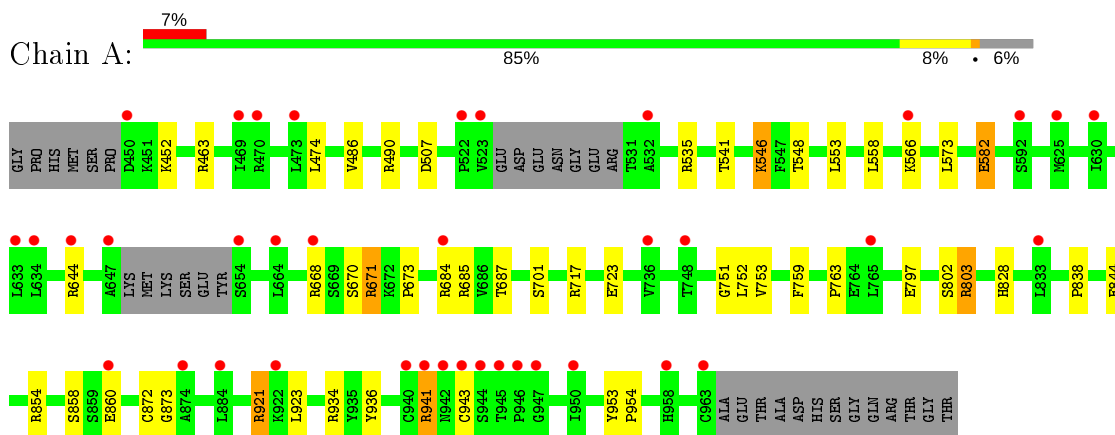 7%
Chain A:
85% 8% • 6%
GLY PRO HIS MET SER PRO D450 K451 K452 R463 I469 R470 L473 L474 V486 R490 D507 P522 V523 GLU ASP GLU ASN GLY GLU ARG T531 A532 R535 T541 K546 F547 T548 L553 L558 K566 L573 E582 S592 M625 I630
L633 L634 R644 A647 LYS MET LYS SER GLU TYR S654 L664 R668 S669 S670 R671 K672 P673 R684 R685 V686 T687 S701 R717 E723 V736 T748 G751 L752 V753 F759 P763 E764 L765 E797 S802 R803 H828 L833 P838
R854 S858 S859 E860 C872 G873 A874 L884 R921 K922 L923 R934 Y935 Y936 C940 R941 N942 C943 S944 T945 P946 G947 I950 Y953 P954 H958 C963 ALA GLU THR ALA ASP HIS SER GLY GLN ARG THR GLY THR